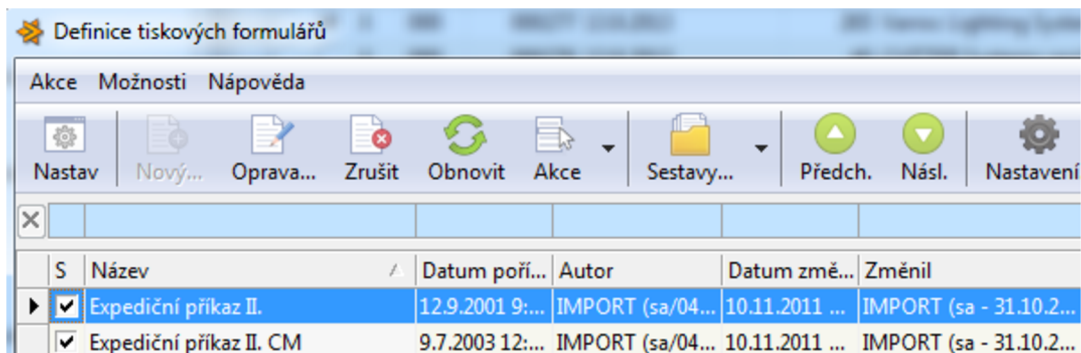 Definice tiskových formulářů
Akce Možnosti Nápověda
Nastav Nový... Oprava... Zrušit Obnovit Akce Sestavy... Předch. Násl. Nastavení
S Název Datum poří... Autor Datum změ... Změnil
Expediční příkaz II. 12.9.2001 9:... IMPORT (sa/04... 10.11.2011 ... IMPORT (sa - 31.10.2...
Expediční příkaz II. CM 9.7.2003 12:... IMPORT (sa/04... 10.11.2011 ... IMPORT (sa - 31.10.2...